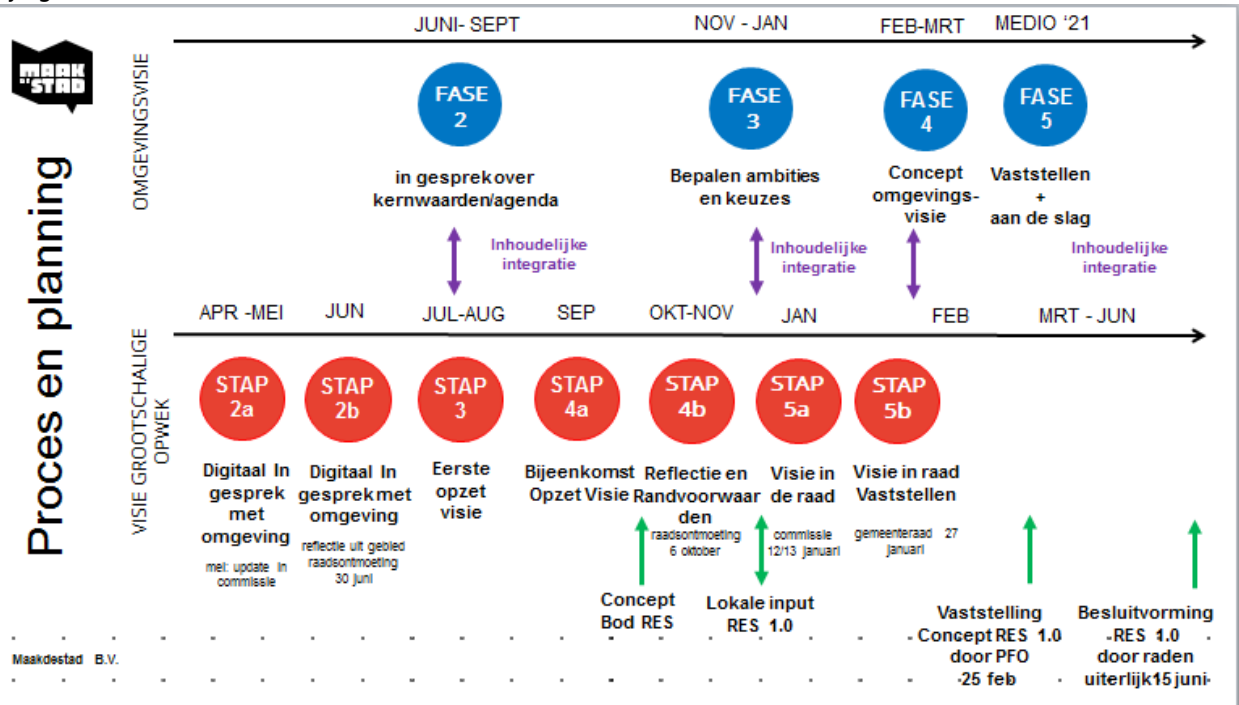 JUNI- SEPT
NOV - JAN
FEB-MRT
MEDIO '21
MAAK
DE STAD
Proces en planning
OMGEVINGSVISIE
FASE
2
FASE
3
FASE
4
FASE
5
in gesprek over
kernwaarden/agenda
Bepalen ambities
en keuzes
Concept
omgevings-
visie
Vaststellen
+
aan de slag
Inhoudelijke
integratie
Inhoudelijke
integratie
Inhoudelijke
integratie
APR -MEI
JUN
JUL-AUG
SEP
OKT-NOV
JAN
FEB
MRT - JUN
VISIE GROOTSCHALIGE
OPWEK
STAP
2a
STAP
2b
STAP
3
STAP
4a
STAP
4b
STAP
5a
STAP
5b
Digitaal In
gesprek
met
omgeving
mei: update in
commissie
Digitaal In
gesprek met
omgeving
reflectie uit gebied
raadsontmoeting
30 juni
Eerste
opzet
visie
Bijeenkomst
Opzet Visie
Reflectie en
Randvoorwaar
den
raadsontmoeting
6 oktober
Visie in
de raad
commissie
12/13 januari
Visie in raad
Vaststellen
gemeenteraad 27
januari
Concept
Bod RES
Lokale input
RES 1.0
Vaststelling
Concept RES 1.0
door PFO
25 feb
Besluitvorming
RES 1.0
door raden
uiterlijk 15 juni
Maakdestad B.V.